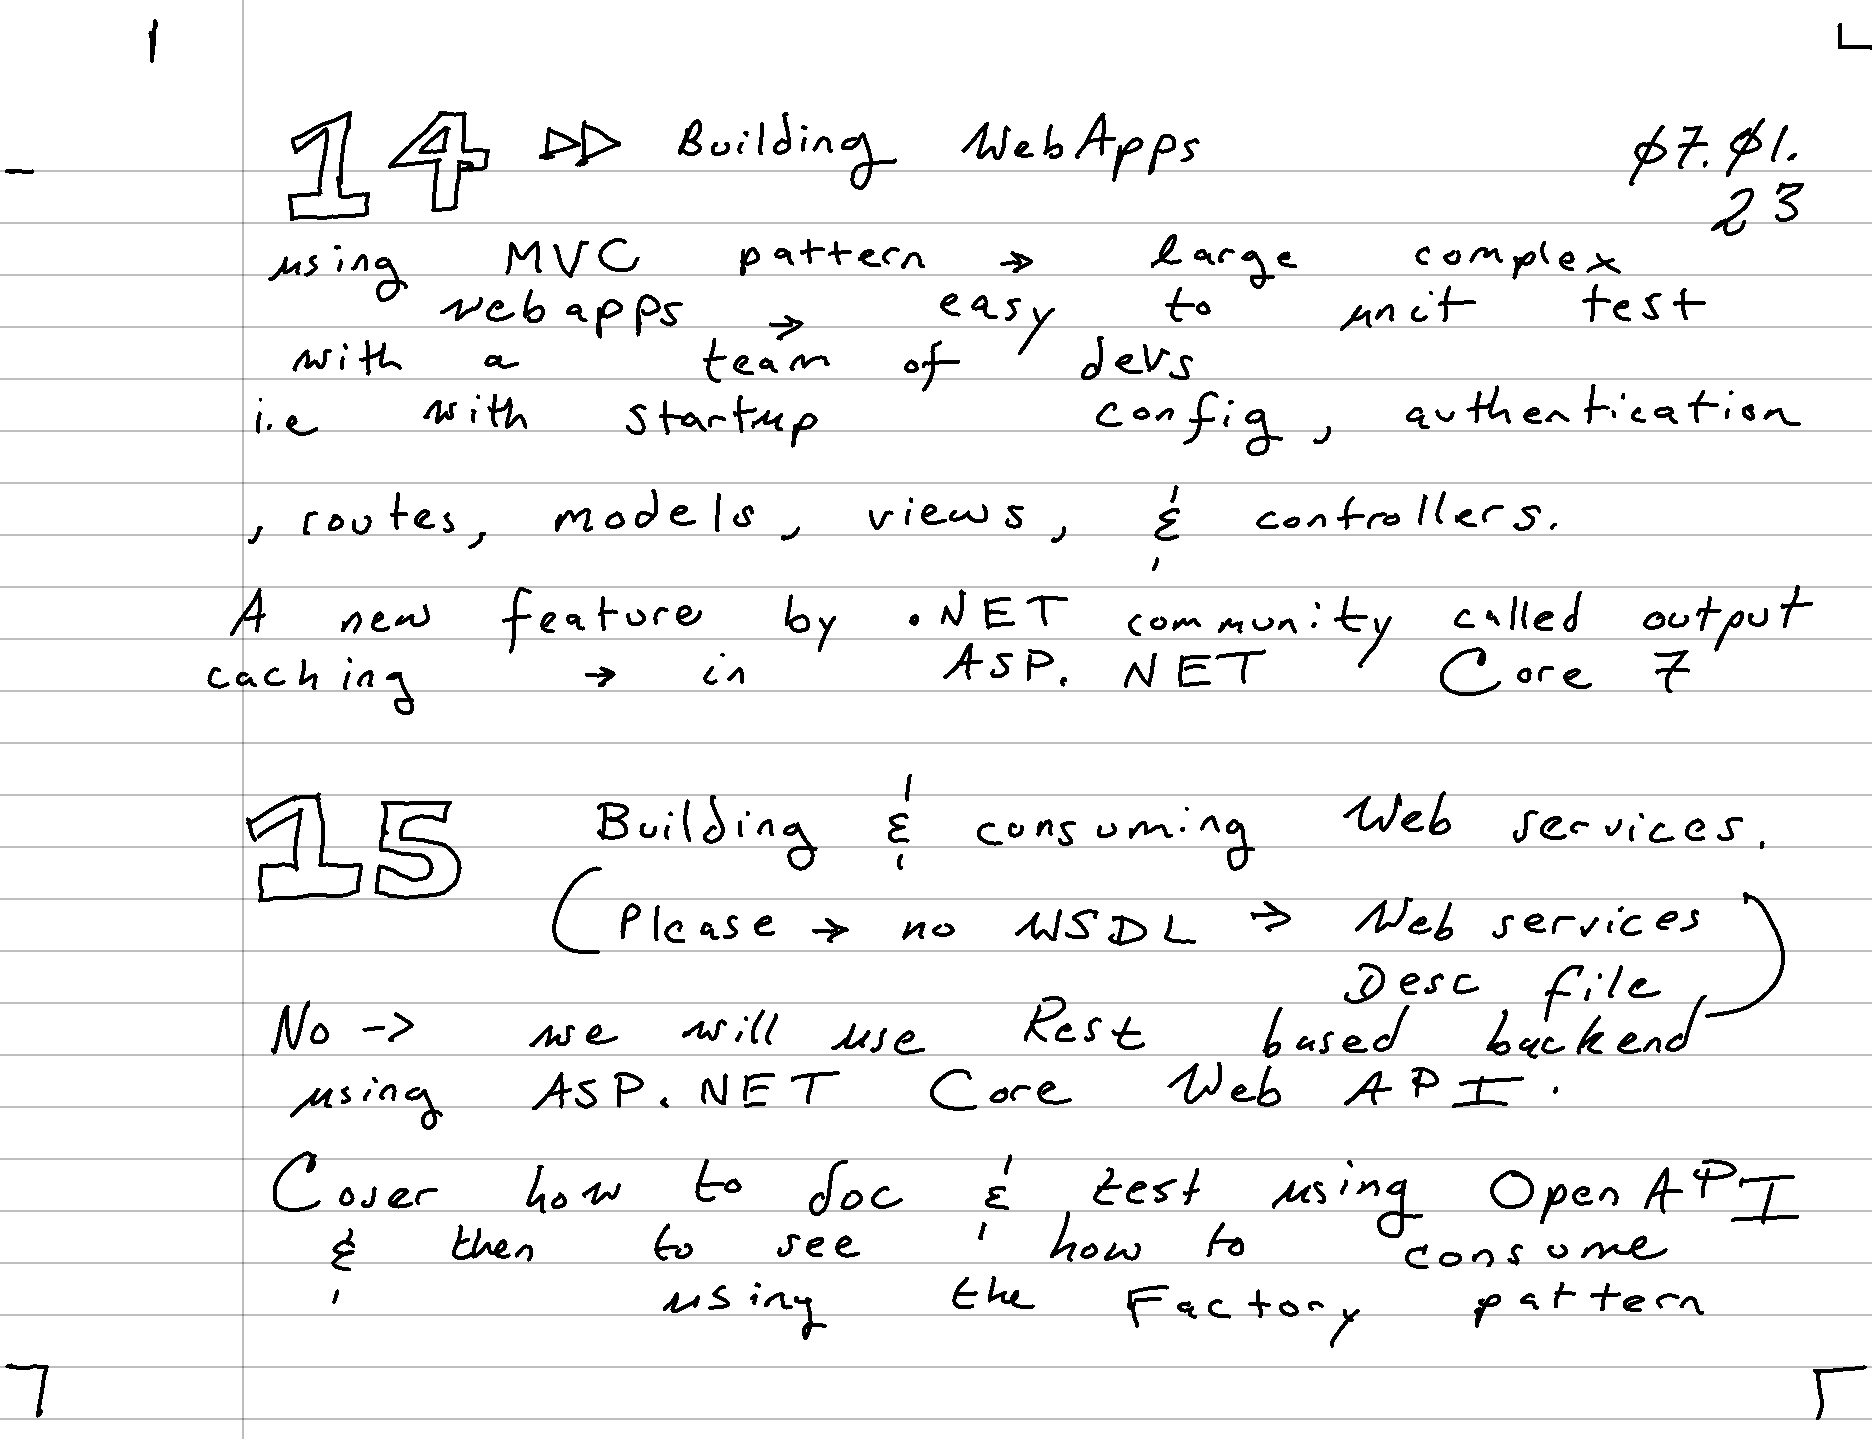 14 ▷▷ Building WebApps
07.01.
23
using MVC pattern → large complex
webapps → easy to unit test
with a team of devs
i.e with startup config, authentication
, routes, models, views, & controllers.
A new feature by .NET community called output
caching → in ASP.NET Core 7
15 Building & consuming Web services.
(Please → no WSDL → Web services
Desc file)
No -> we will use Rest based backend
using ASP.NET Core Web API.
Cover how to doc & test using OpenAPI
& then to see how to consume
using the Factory pattern